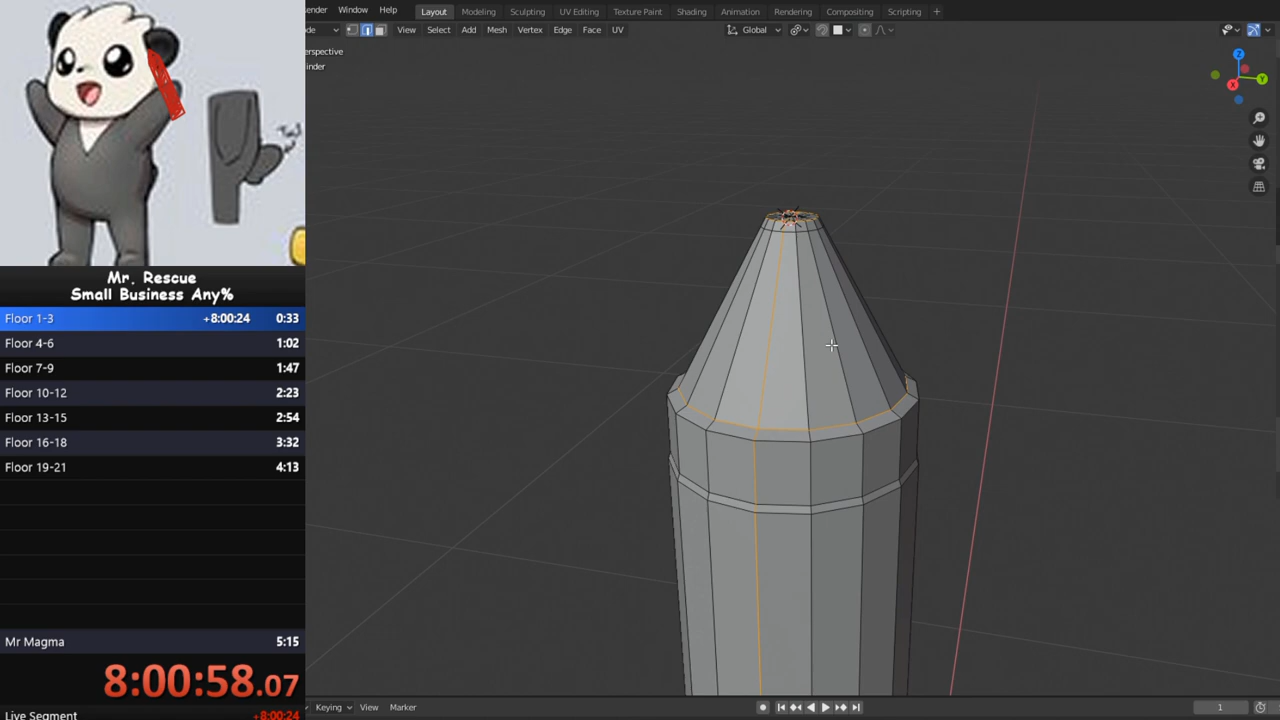 ender Window Help
Layout Modeling Sculpting UV Editing Texture Paint Shading Animation Rendering Compositing Scripting +
de View Select Add Mesh Vertex Edge Face UV Global
erspective
inder
Z
Y
X
Mr. Rescue
Small Business Any%
Floor 1-3 +8:00:24 0:33
Floor 4-6 1:02
Floor 7-9 1:47
Floor 10-12 2:23
Floor 13-15 2:54
Floor 16-18 3:32
Floor 19-21 4:13
Mr Magma 5:15
8:00:58.07
Live Segment +8:00:24
Keying View Marker 1